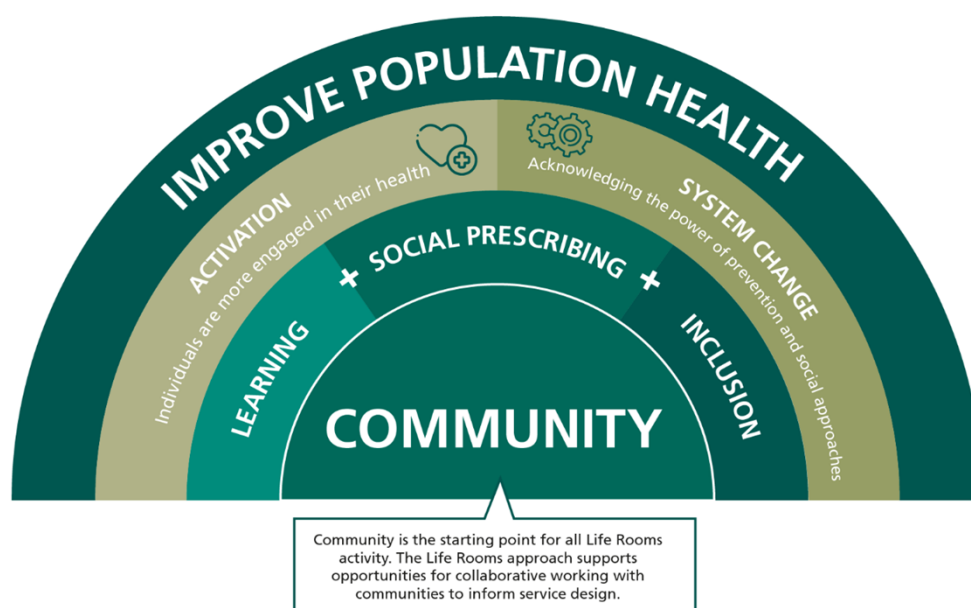 IMPROVE POPULATION HEALTH
ACTIVATION
Individuals are more engaged in their health
SYSTEM CHANGE
Acknowledging the power of prevention and social approaches
LEARNING
+
SOCIAL PRESCRIBING
+
INCLUSION
COMMUNITY
Community is the starting point for all Life Rooms
activity. The Life Rooms approach supports
opportunities for collaborative working with
communities to inform service design.